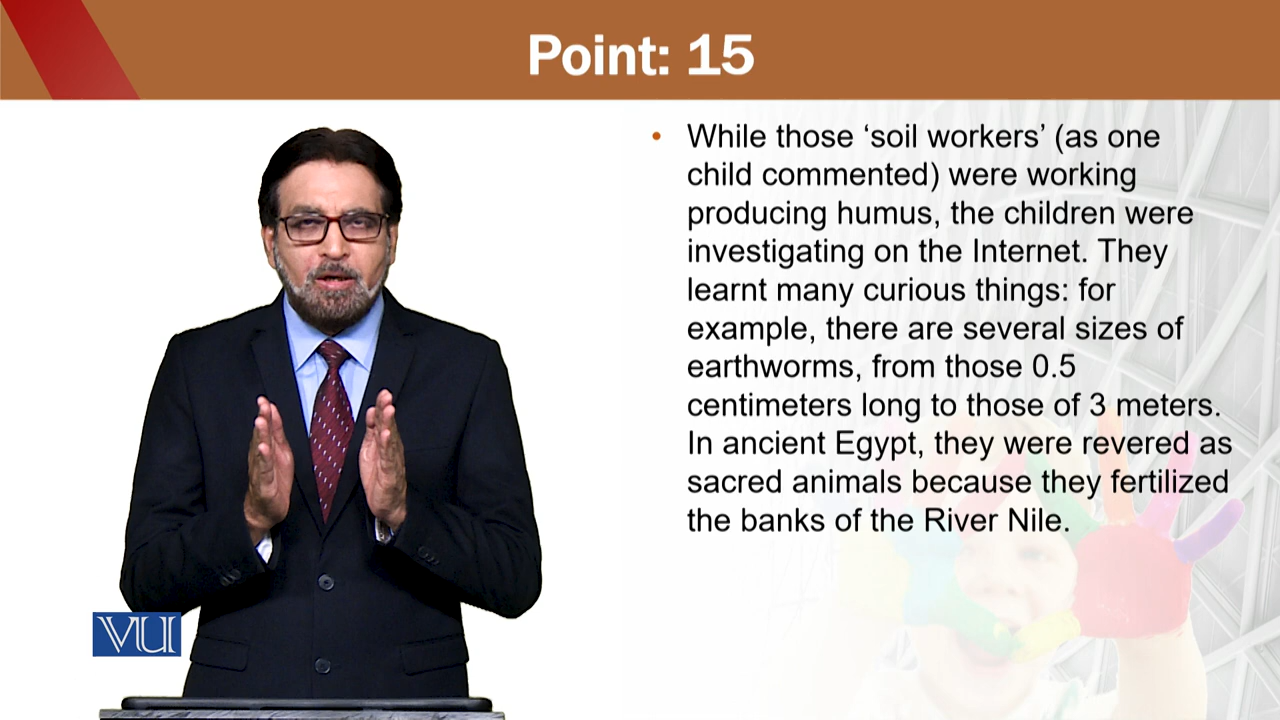 Point: 15
• While those ‘soil workers’ (as one
child commented) were working
producing humus, the children were
investigating on the Internet. They
learnt many curious things: for
example, there are several sizes of
earthworms, from those 0.5
centimeters long to those of 3 meters.
In ancient Egypt, they were revered as
sacred animals because they fertilized
the banks of the River Nile.
VU